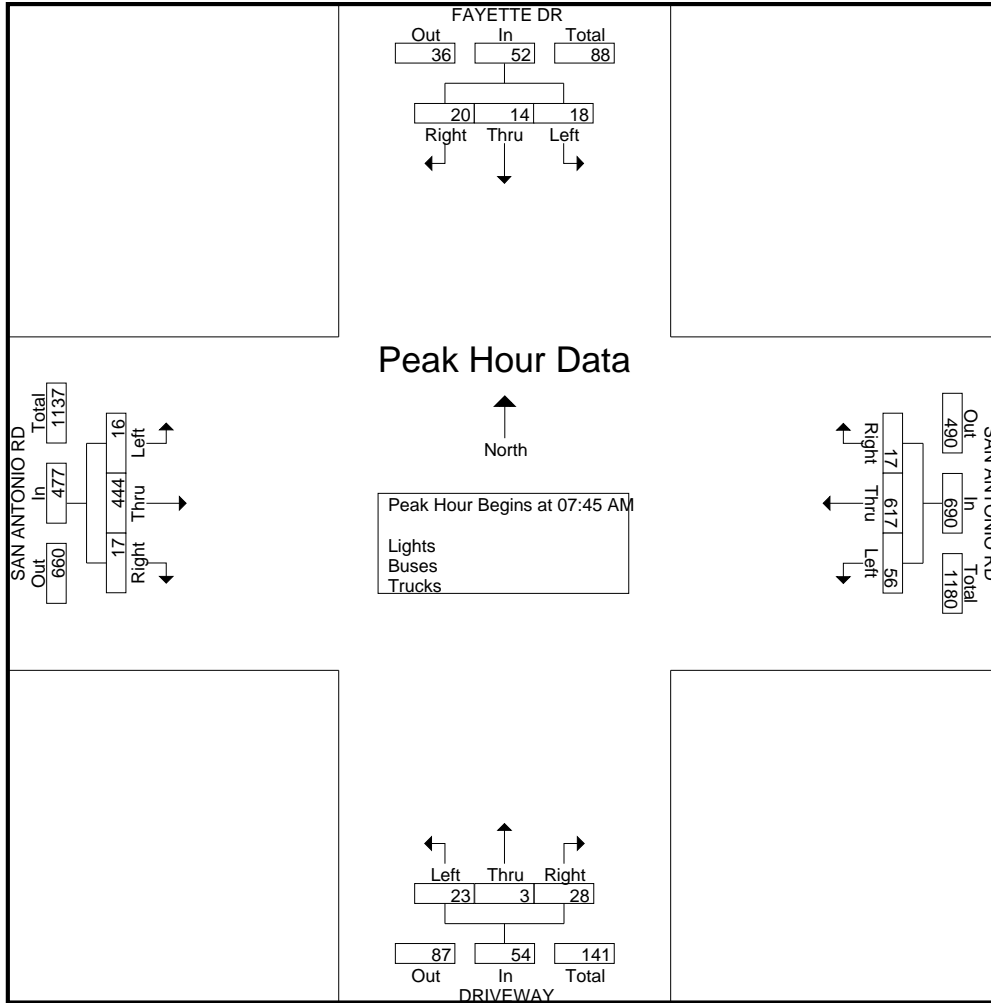 FAYETTE DR
Out In Total
36 52 88
20 14 18
Right Thru Left
Peak Hour Data
North
Peak Hour Begins at 07:45 AM
Lights
Buses
Trucks
SAN ANTONIO RD
Total In Out
1137 477 660
16 444 17
Left Thru Right
Right Thru Left
17 617 56
Out In Total
490 690 1180
SAN ANTONIO RD
Left Thru Right
23 3 28
87 54 141
Out In Total
DRIVEWAY